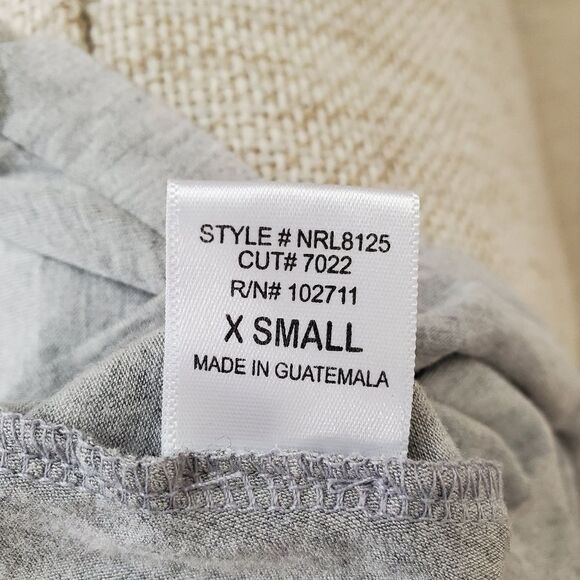 STYLE # NRL8125
CUT# 7022
R/N# 102711
X SMALL
MADE IN GUATEMALA